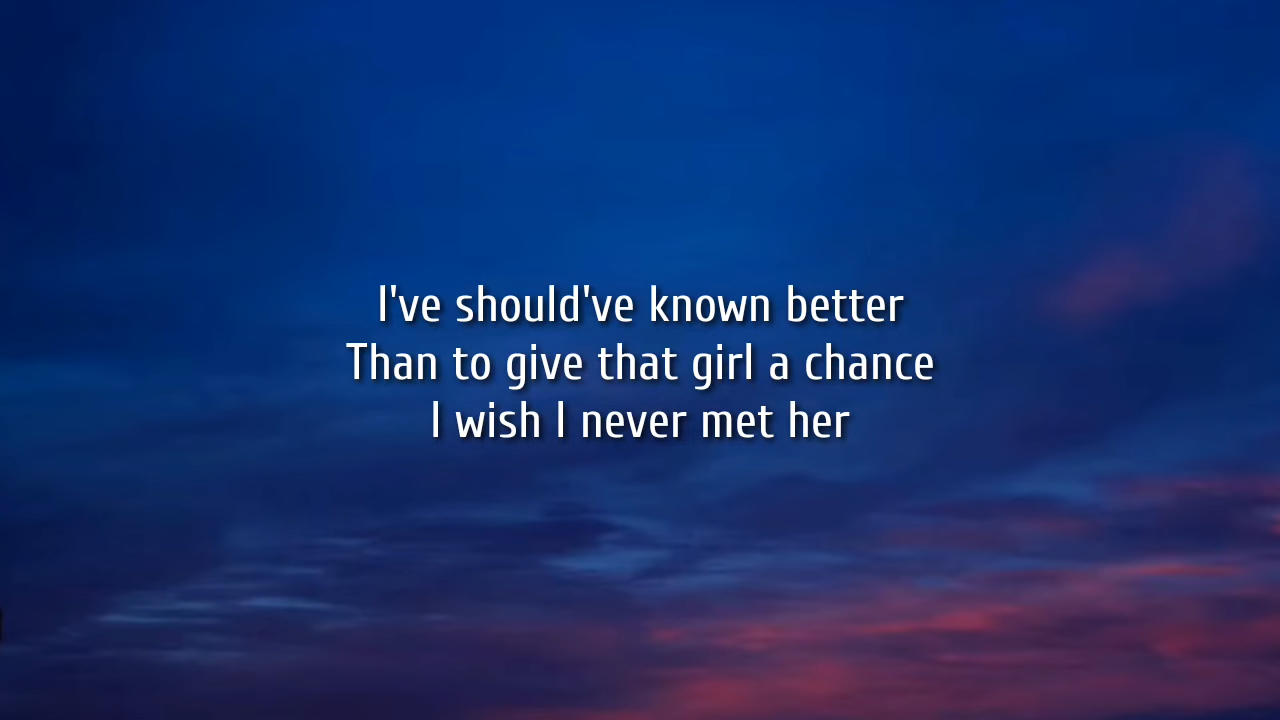 I've should've known better
Than to give that girl a chance
I wish I never met her